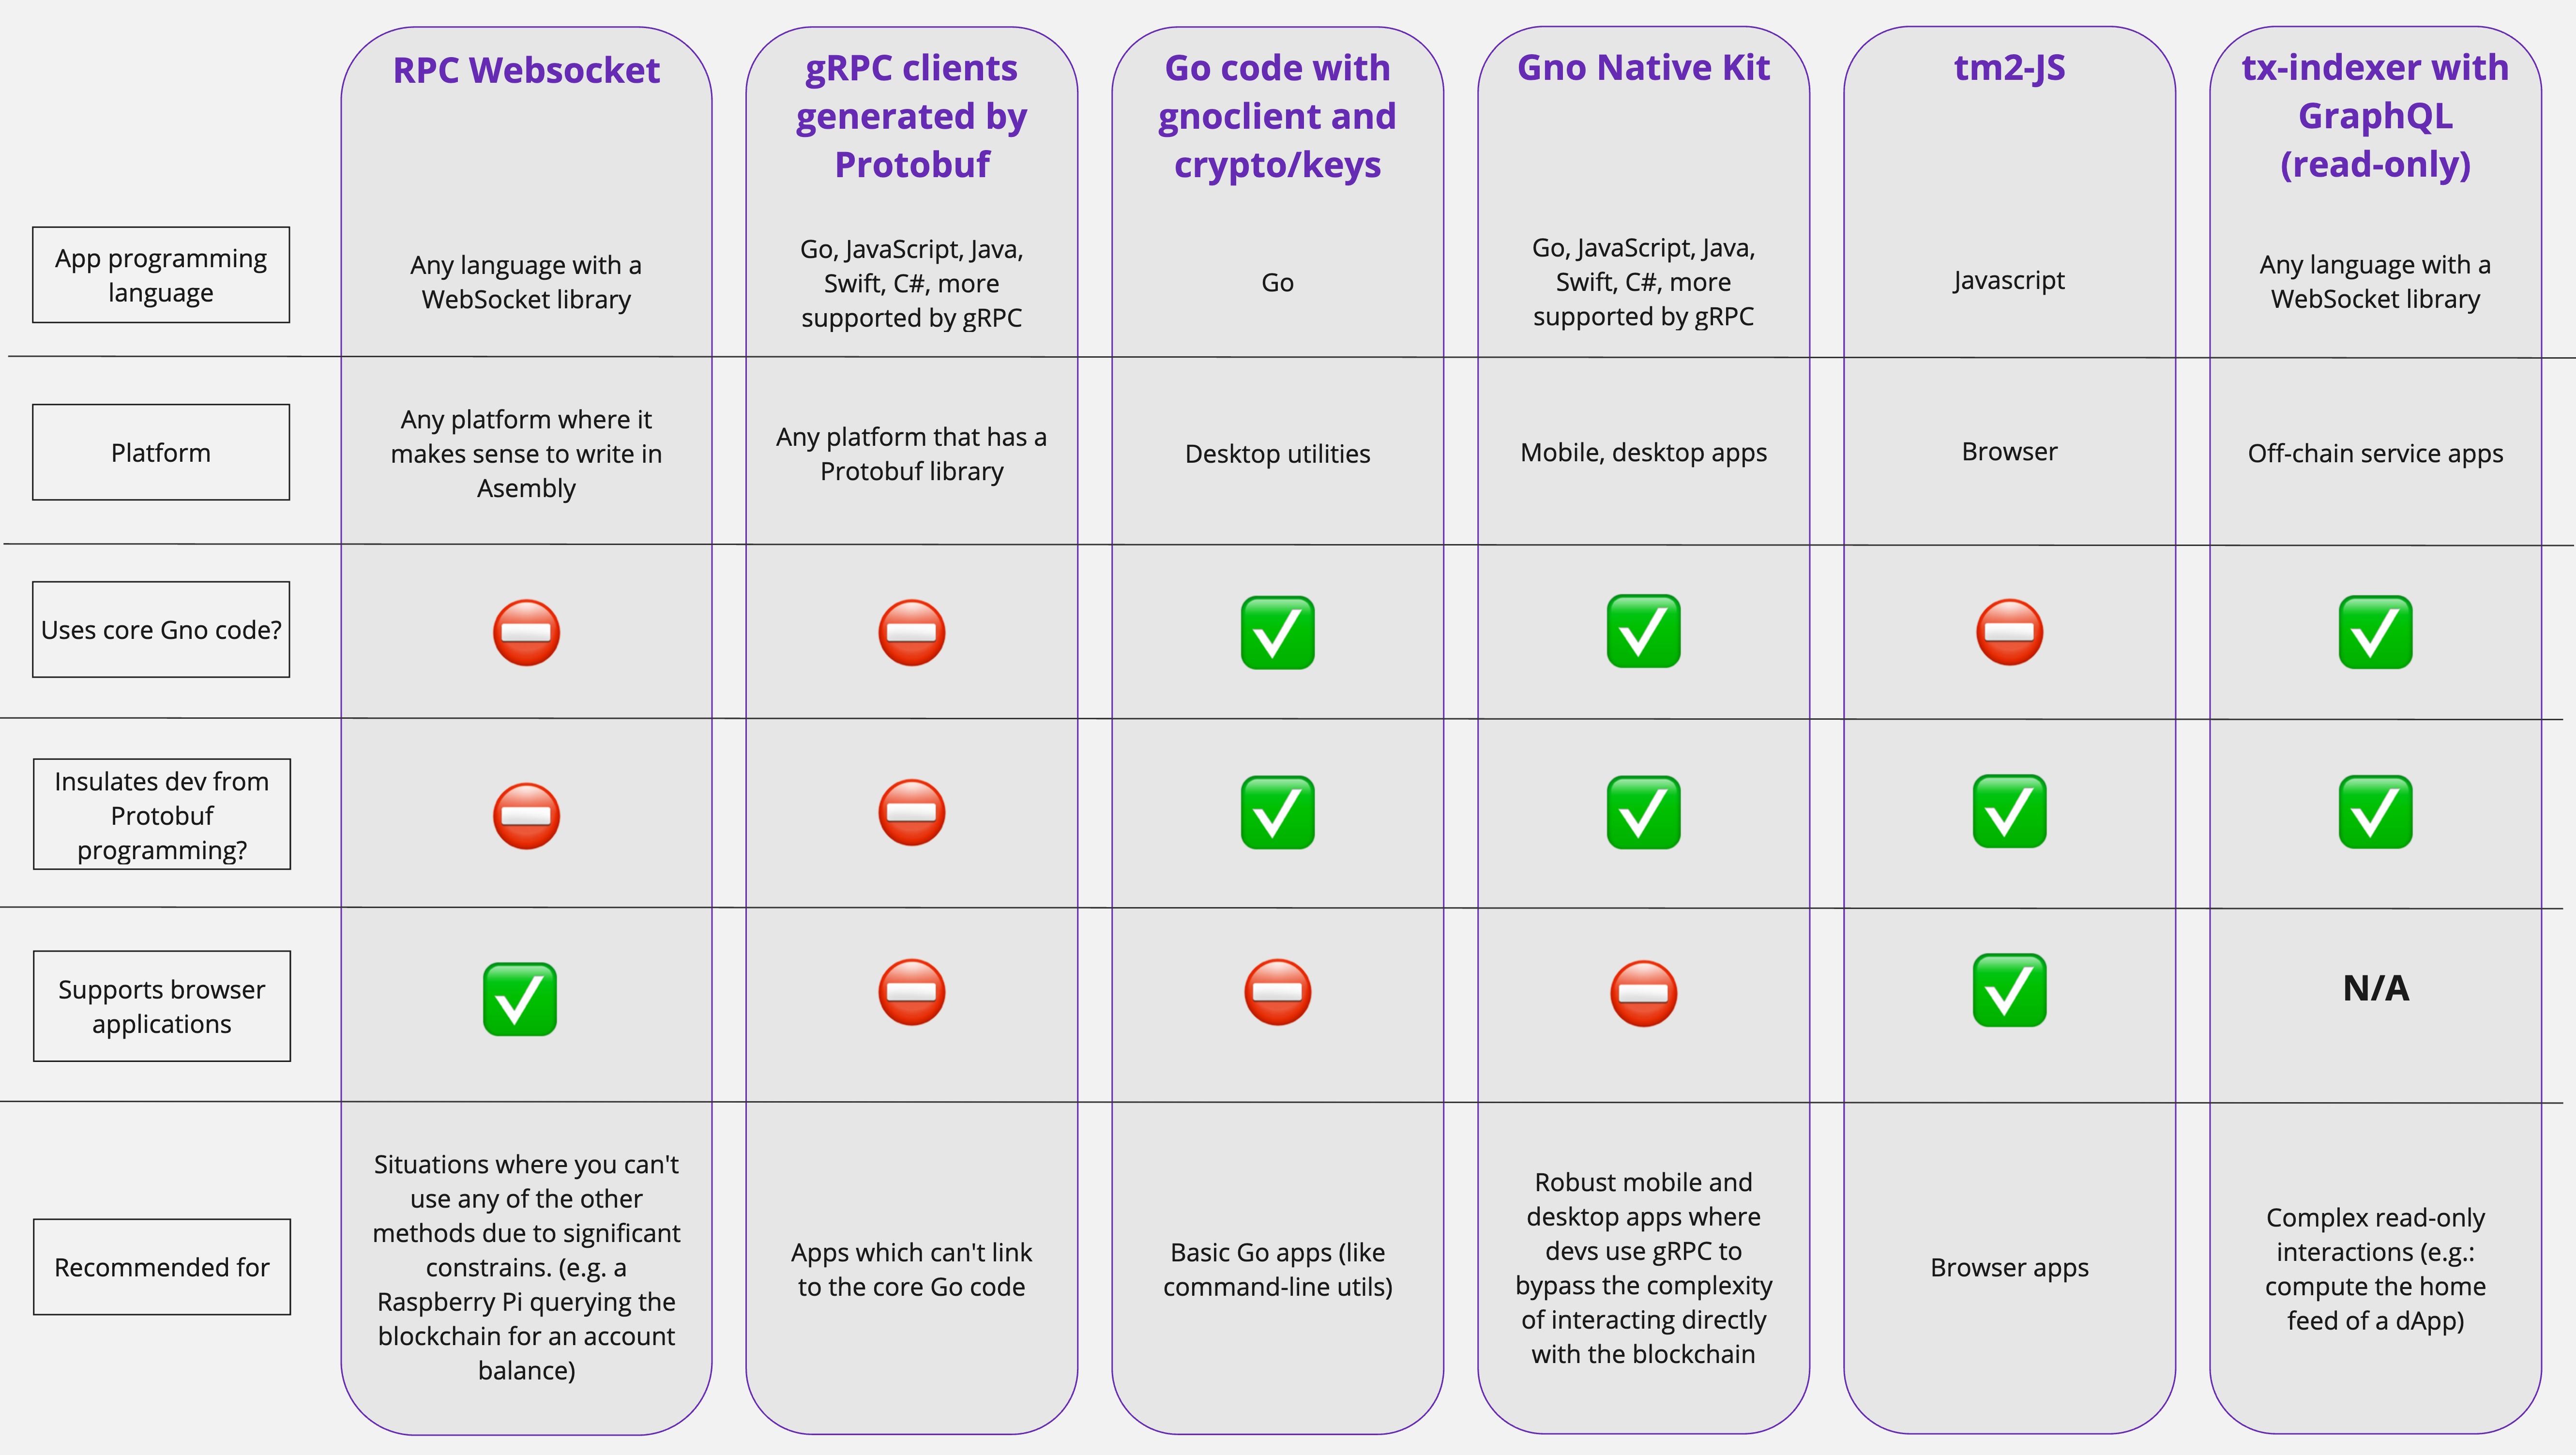 RPC Websocket
gRPC clients
generated by
Protobuf
Go code with
gnoclient and
crypto/keys
Gno Native Kit
tm2-JS
tx-indexer with
GraphQL
(read-only)
App programming
language
Any language with a
WebSocket library
Go, JavaScript, Java,
Swift, C#, more
supported by gRPC
Go
Go, JavaScript, Java,
Swift, C#, more
supported by gRPC
Javascript
Any language with a
WebSocket library
Platform
Any platform where it
makes sense to write in
Asembly
Any platform that has a
Protobuf library
Desktop utilities
Mobile, desktop apps
Browser
Off-chain service apps
Uses core Gno code?
Insulates dev from
Protobuf
programming?
Supports browser
applications
N/A
Recommended for
Situations where you can't
use any of the other
methods due to significant
constrains. (e.g. a
Raspberry Pi querying the
blockchain for an account
balance)
Apps which can't link
to the core Go code
Basic Go apps (like
command-line utils)
Robust mobile and
desktop apps where
devs use gRPC to
bypass the complexity
of interacting directly
with the blockchain
Browser apps
Complex read-only
interactions (e.g.:
compute the home
feed of a dApp)